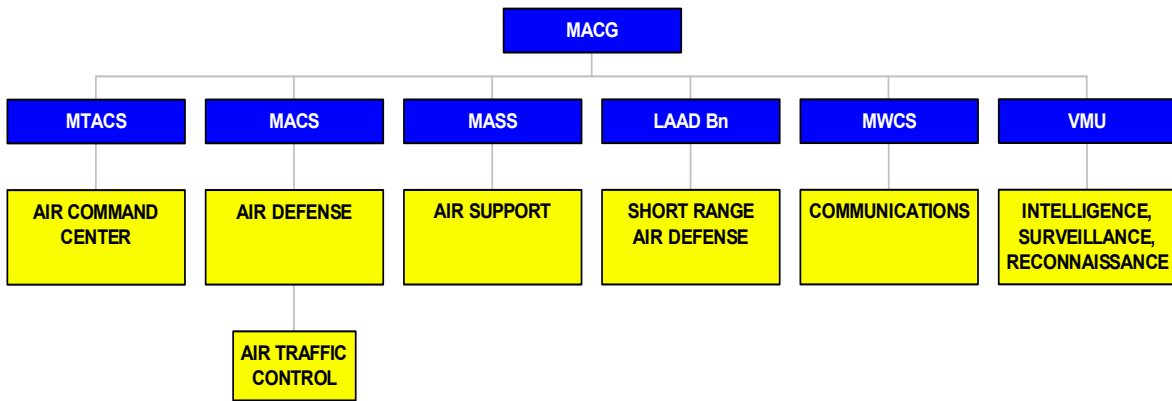 MACG
MTACS
MACS
MASS
LAAD Bn
MWCS
VMU
AIR COMMAND
CENTER
AIR DEFENSE
AIR SUPPORT
SHORT RANGE
AIR DEFENSE
COMMUNICATIONS
INTELLIGENCE,
SURVEILLANCE,
RECONNAISSANCE
AIR TRAFFIC
CONTROL